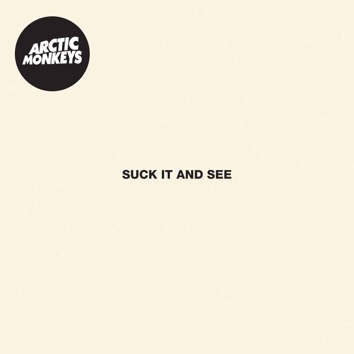 ARCTIC
MONKEYS
SUCK IT AND SEE